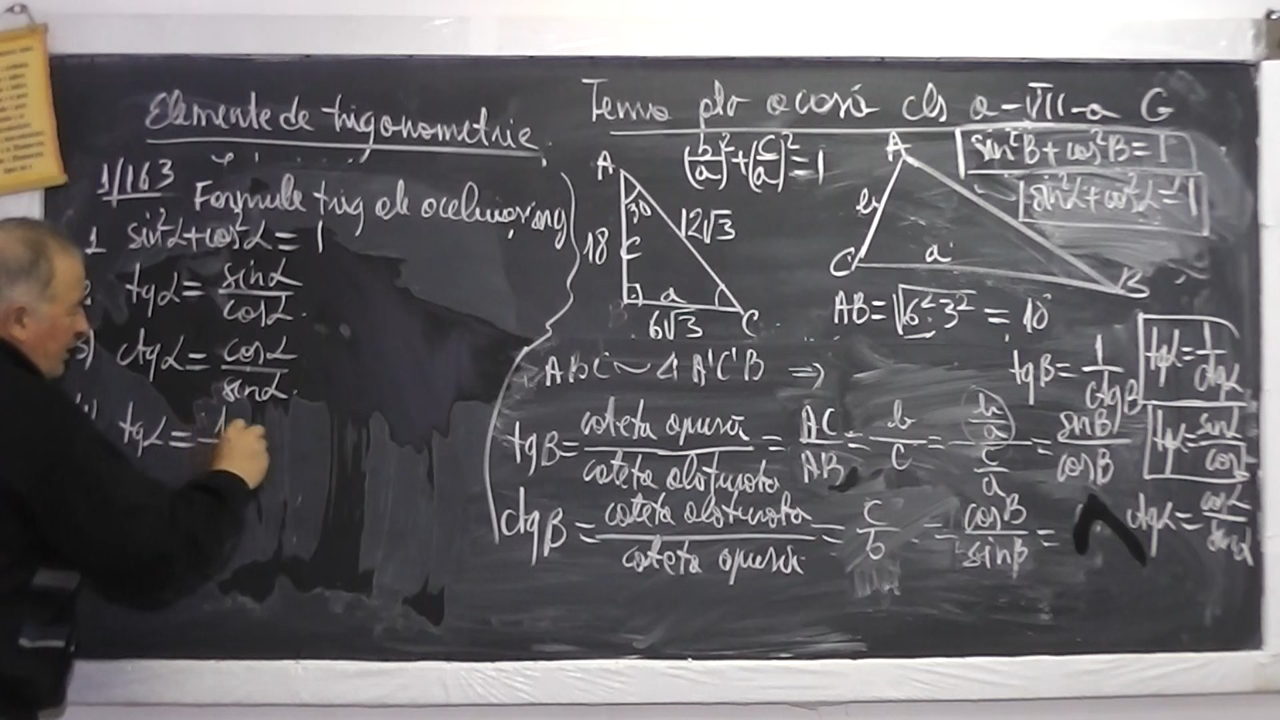 Elemente de trigonometrie
1/163 Formule trig ale aceluiași ung
1 sin²α+cos²α = 1
tgα = sinα/cosα.
3) ctgα = cosα/sinα.
tgα = 1
Tema pt acasă cls a-VII-a G
(b/a)²+(c/a)²=1
A
30
18
c
12√3
a
6√3
C
A
b
C
a
B
sin²B+cos²B=1
sin²α+cos²α=1
AB=√6²·3² = 18
ABC ~ Δ A'C'B ⇒
tgB = 1/ctgB
tgα = 1/ctgα
tgB = cateta opusă/cateta alăturată = AC/AB = b/c = (b/a)/(c/a) = sinB/cosB
tgα = sinα/cosα
ctgB = cateta alăturată/cateta opusă = c/b = cosB/sinB =
ctgα = cosα/sinα